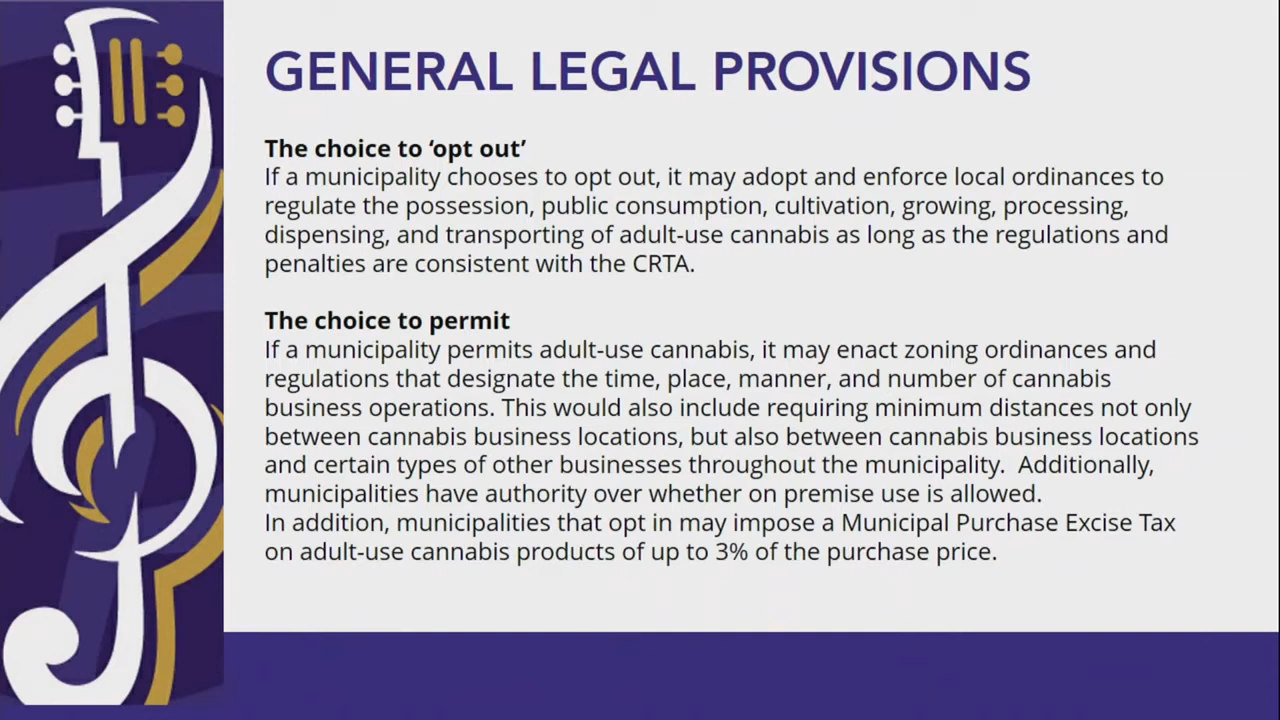 GENERAL LEGAL PROVISIONS
The choice to ‘opt out’
If a municipality chooses to opt out, it may adopt and enforce local ordinances to
regulate the possession, public consumption, cultivation, growing, processing,
dispensing, and transporting of adult-use cannabis as long as the regulations and
penalties are consistent with the CRTA.
The choice to permit
If a municipality permits adult-use cannabis, it may enact zoning ordinances and
regulations that designate the time, place, manner, and number of cannabis
business operations. This would also include requiring minimum distances not only
between cannabis business locations, but also between cannabis business locations
and certain types of other businesses throughout the municipality.  Additionally,
municipalities have authority over whether on premise use is allowed.
In addition, municipalities that opt in may impose a Municipal Purchase Excise Tax
on adult-use cannabis products of up to 3% of the purchase price.